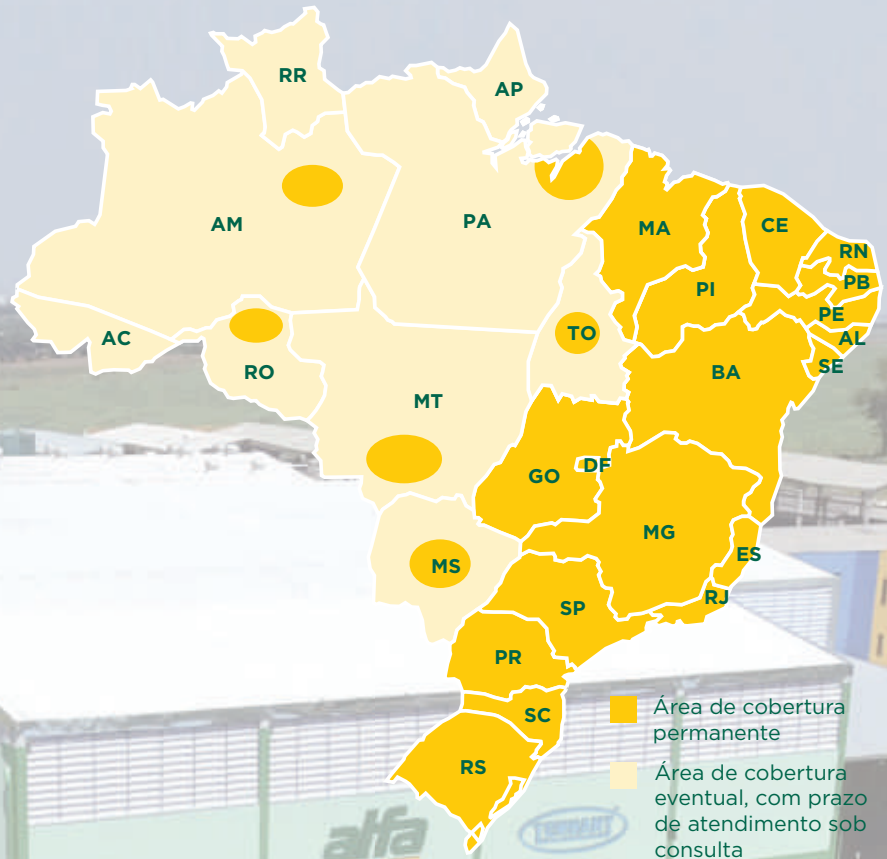 RR
AP
AM
PA
MA
CE
RN
PB
PI
PE
AL
SE
AC
RO
TO
BA
MT
GO
DF
MG
ES
MS
SP
RJ
PR
SC
RS
Área de cobertura
permanente
Área de cobertura
eventual, com prazo
de atendimento sob
consulta
alfa